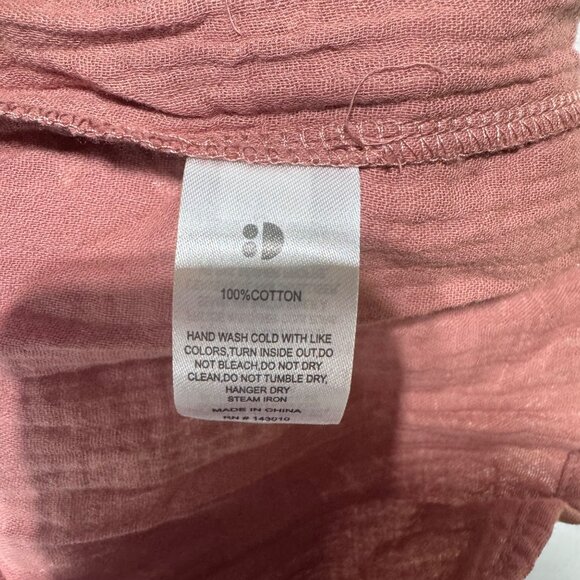 :D
100%COTTON
HAND WASH COLD WITH LIKE
COLORS,TURN INSIDE OUT,DO
NOT BLEACH,DO NOT DRY
CLEAN,DO NOT TUMBLE DRY,
HANGER DRY
STEAM IRON
MADE IN CHINA
RN # 143010